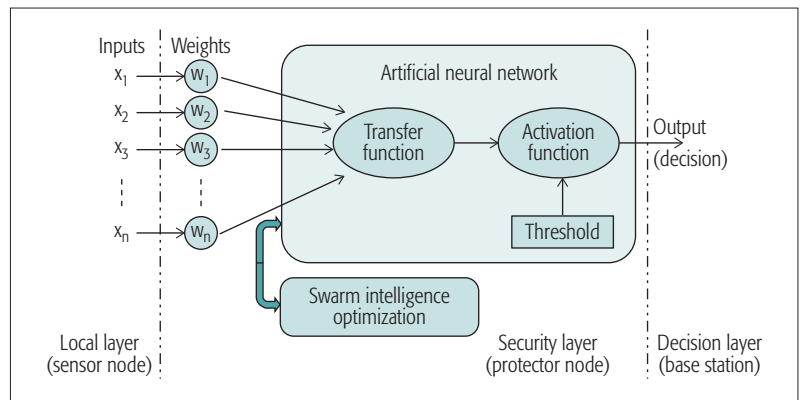 Inputs
Weights
Artificial neural network
x1
w1
x2
w2
x3
w3
xn
wn
Transfer
function
Activation
function
Threshold
Output
(decision)
Swarm intelligence
optimization
Local layer
(sensor node)
Security layer
(protector node)
Decision layer
(base station)